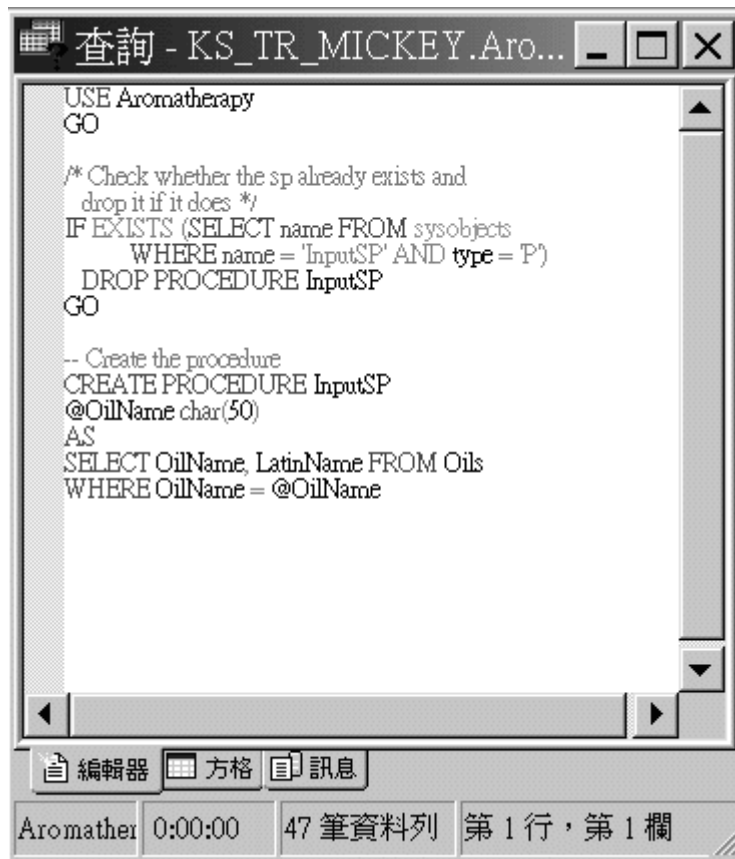 查詢 - KS_TR_MICKEY.Aro...
USE Aromatherapy
GO
/* Check whether the sp already exists and
drop it if it does */
IF EXISTS (SELECT name FROM sysobjects
WHERE name = 'InputSP' AND type = 'P')
DROP PROCEDURE InputSP
GO
-- Create the procedure
CREATE PROCEDURE InputSP
@OilName char(50)
AS
SELECT OilName, LatinName FROM Oils
WHERE OilName = @OilName
編輯器 方格 訊息
Aromather 0:00:00 47 筆資料列 第 1 行，第 1 欄